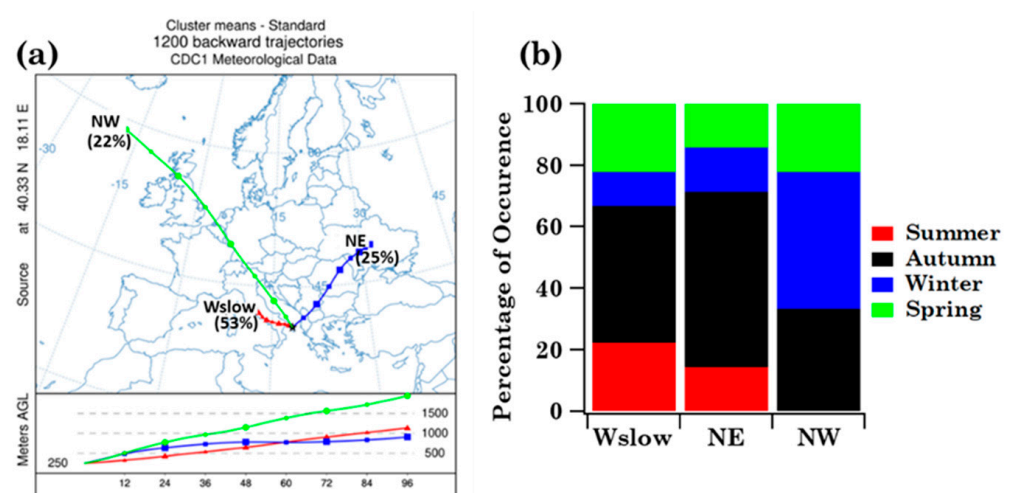 (a)
Cluster means - Standard
1200 backward trajectories
CDC1 Meteorological Data
Source at 40.33 N 18.11 E
NW
(22%)
-30
-15
45
30
15
45
NE
(25%)
Wslow
(53%)
Meters AGL
1500
1000
500
250
12 24 36 48 60 72 84 96
(b)
Percentage of Occurrence
100
80
60
40
20
0
Wslow NE NW
Summer
Autumn
Winter
Spring